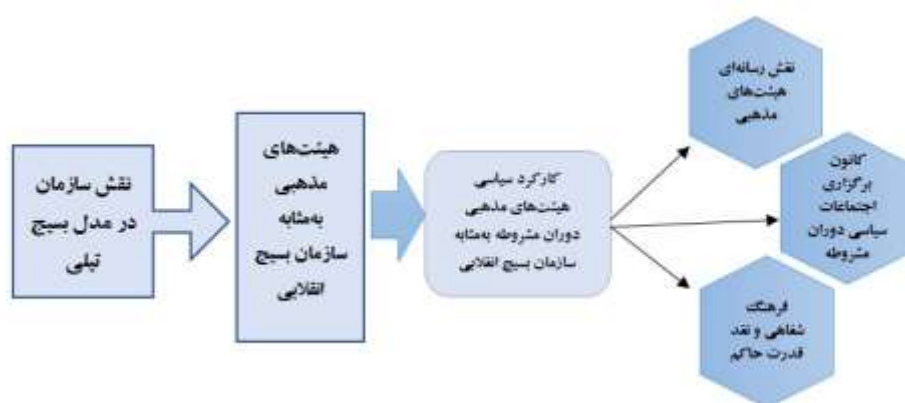 نقش سازمان
در مدل بسیج
تیلی
هیئت‌های
مذهبی
به‌مثابه
سازمان بسیج
انقلابی
کارکرد سیاسی
هیئت‌های مذهبی
دوران مشروطه به‌مثابه
سازمان بسیج انقلابی
نقش رسانه‌ای
هیئت‌های
مذهبی
کانون
برگزاری
اجتماعات
سیاسی دوران
مشروطه
فرهنگ
شفاهی و نقد
قدرت حاکم